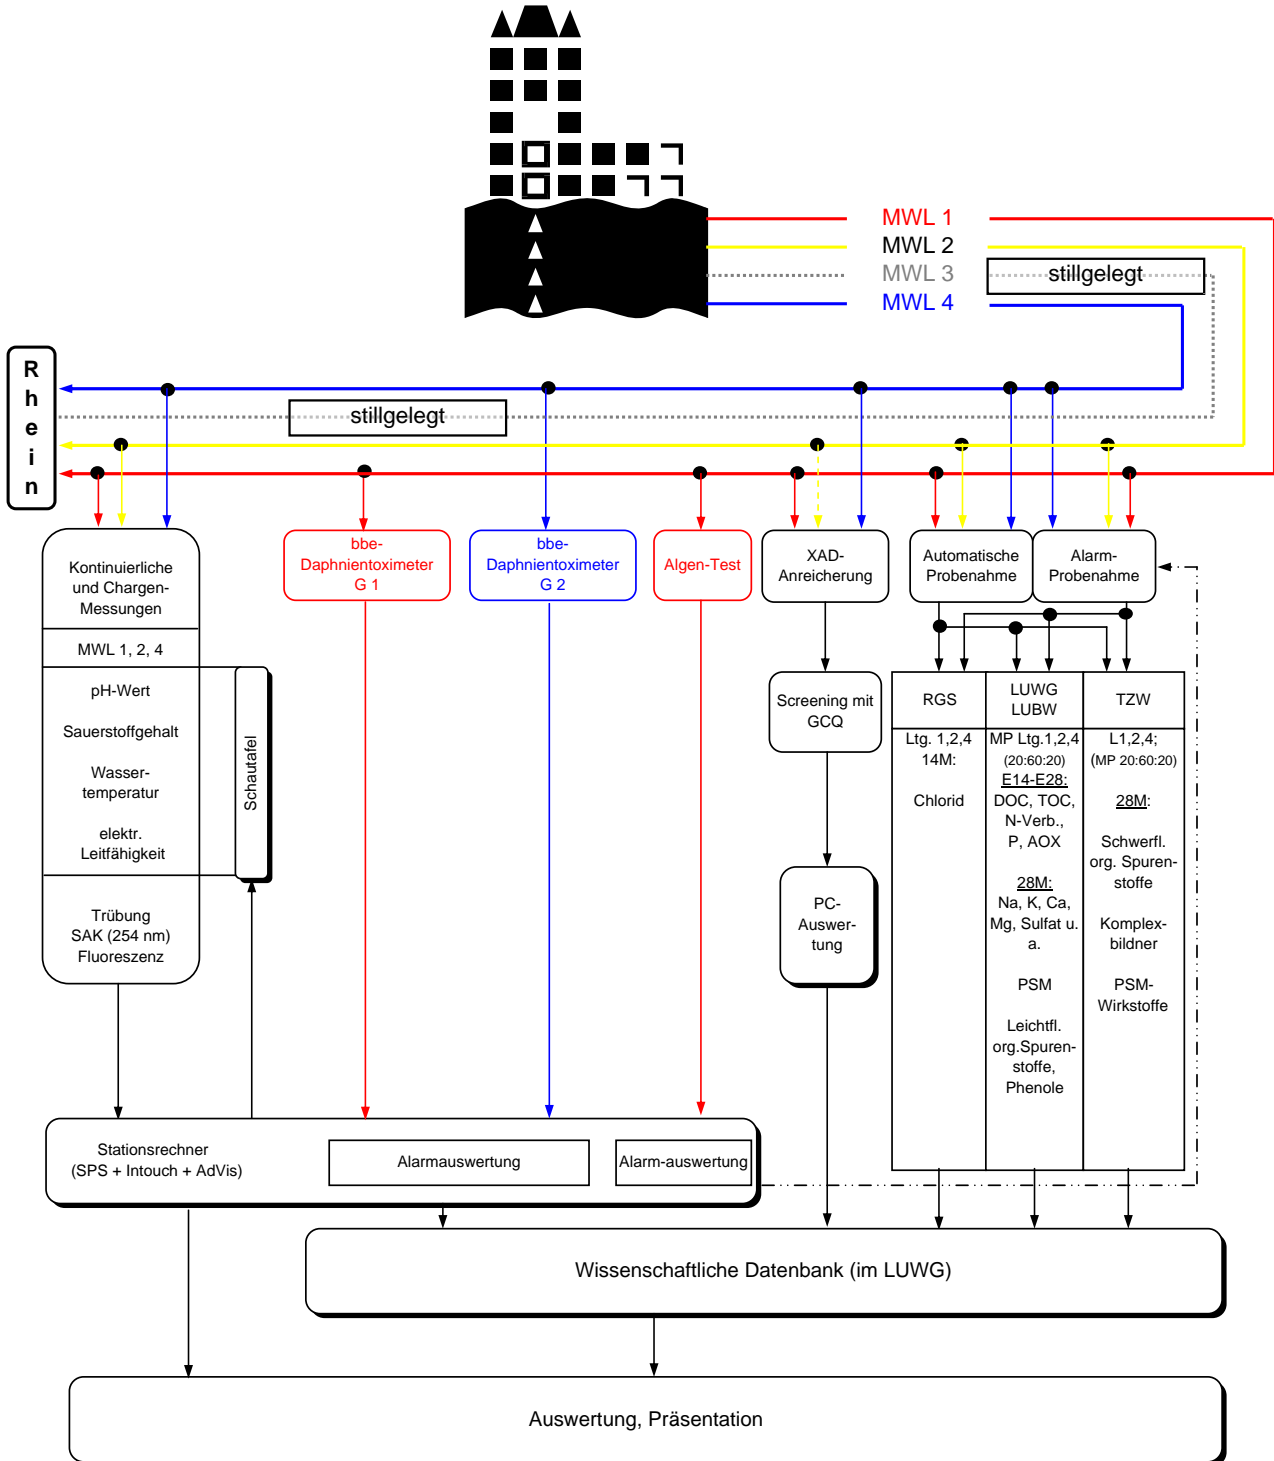 MWL 1
MWL 2
MWL 3
stillgelegt
MWL 4
R
h
e
i
n
stillgelegt
Kontinuierliche
und Chargen-
Messungen
MWL 1, 2, 4
pH-Wert
Sauerstoffgehalt
Wasser-
temperatur
elektr.
Leitfähigkeit
Trübung
SAK (254 nm)
Fluoreszenz
Schautafel
bbe-
Daphnientoximeter
G 1
bbe-
Daphnientoximeter
G 2
Algen-Test
XAD-
Anreicherung
Automatische
Probenahme
Alarm-
Probenahme
Screening mit
GCQ
PC-
Auswer-
tung
RGS
Ltg. 1,2,4
14M:
Chlorid
LUWG
LUBW
MP Ltg.1,2,4
(20:60:20)
E14-E28:
DOC, TOC,
N-Verb.,
P, AOX
28M:
Na, K, Ca,
Mg, Sulfat u.
a.
PSM
Leichtfl.
org.Spuren-
stoffe,
Phenole
TZW
L1,2,4;
(MP 20:60:20)
28M:
Schwerfl.
org. Spuren-
stoffe
Komplex-
bildner
PSM-
Wirkstoffe
Stationsrechner
(SPS + Intouch + AdVis)
Alarmauswertung
Alarm-auswertung
Wissenschaftliche Datenbank (im LUWG)
Auswertung, Präsentation